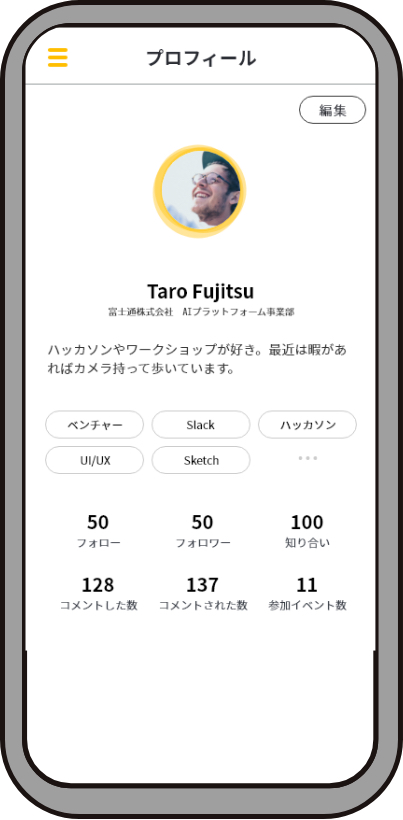 プロフィール
編集
Taro Fujitsu
富士通株式会社　AIプラットフォーム事業部
ハッカソンやワークショップが好き。最近は暇があ
ればカメラ持って歩いています。
ベンチャー Slack ハッカソン
UI/UX Sketch •••
50 50 100
フォロー フォロワー 知り合い
128 137 11
コメントした数 コメントされた数 参加イベント数